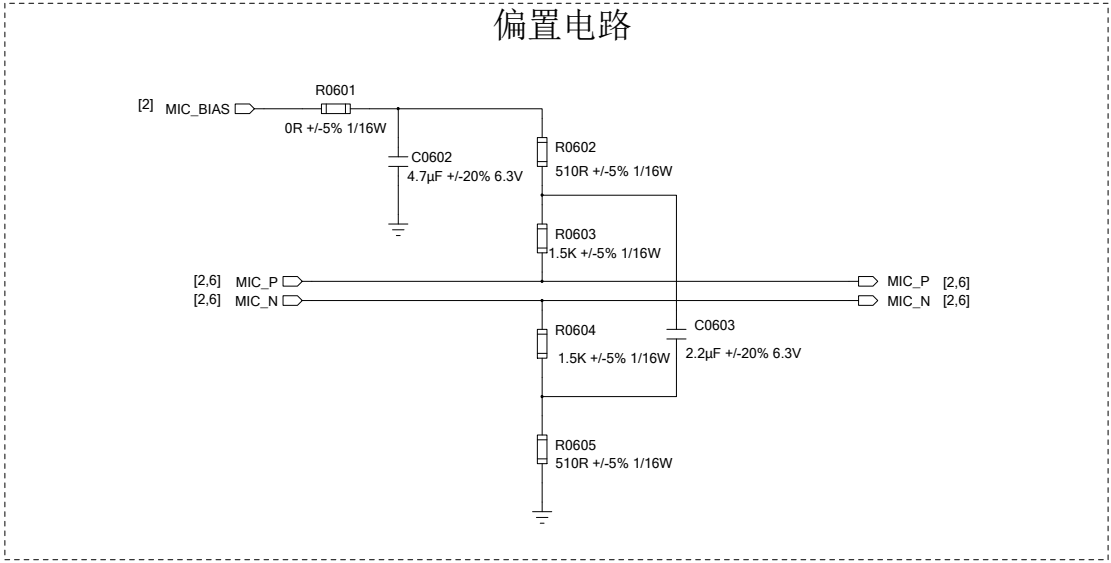 偏置电路
R0601
[2] MIC_BIAS
0R +/-5% 1/16W
C0602
4.7µF +/-20% 6.3V
R0602
510R +/-5% 1/16W
R0603
1.5K +/-5% 1/16W
[2,6] MIC_P
MIC_P [2,6]
[2,6] MIC_N
MIC_N [2,6]
R0604
1.5K +/-5% 1/16W
C0603
2.2µF +/-20% 6.3V
R0605
510R +/-5% 1/16W